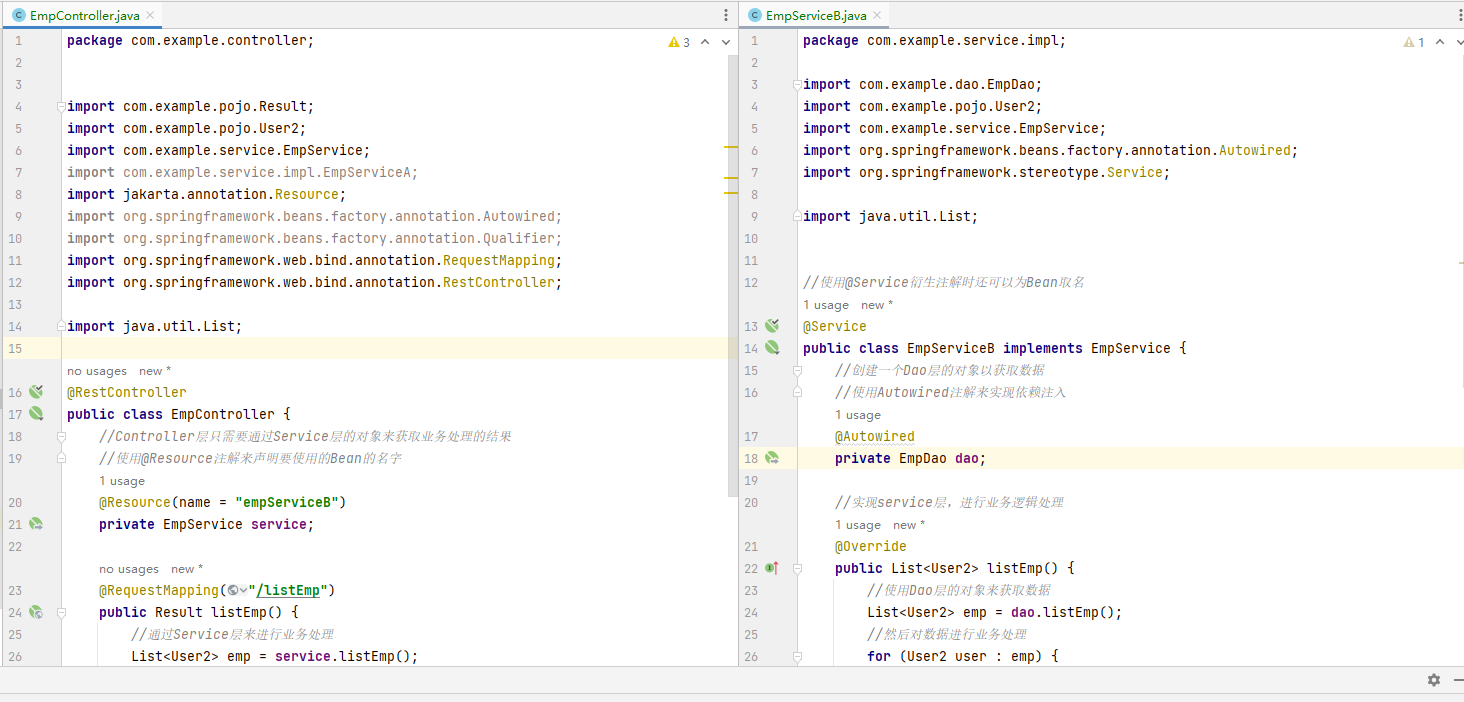 EmpController.java
⚠ 3
1 package com.example.controller;
2
3
4 import com.example.pojo.Result;
5 import com.example.pojo.User2;
6 import com.example.service.EmpService;
7 import com.example.service.impl.EmpServiceA;
8 import jakarta.annotation.Resource;
9 import org.springframework.beans.factory.annotation.Autowired;
10 import org.springframework.beans.factory.annotation.Qualifier;
11 import org.springframework.web.bind.annotation.RequestMapping;
12 import org.springframework.web.bind.annotation.RestController;
13
14 import java.util.List;
15
no usages new *
16 @RestController
17 public class EmpController {
18 //Controller层只需要通过Service层的对象来获取业务处理的结果
19 //使用@Resource注解来声明要使用的Bean的名字
1 usage
20 @Resource(name = "empServiceB")
21 private EmpService service;
22
no usages new *
23 @RequestMapping("/listEmp")
24 public Result listEmp() {
25 //通过Service层来进行业务处理
26 List<User2> emp = service.listEmp();
EmpServiceB.java
⚠ 1
1 package com.example.service.impl;
2
3 import com.example.dao.EmpDao;
4 import com.example.pojo.User2;
5 import com.example.service.EmpService;
6 import org.springframework.beans.factory.annotation.Autowired;
7 import org.springframework.stereotype.Service;
8
9 import java.util.List;
10
11
12 //使用@Service衍生注解时还可以为Bean取名
1 usage new *
13 @Service
14 public class EmpServiceB implements EmpService {
15 //创建一个Dao层的对象以获取数据
16 //使用Autowired注解来实现依赖注入
1 usage
17 @Autowired
18 private EmpDao dao;
19
20 //实现service层，进行业务逻辑处理
1 usage new *
21 @Override
22 public List<User2> listEmp() {
23 //使用Dao层的对象来获取数据
24 List<User2> emp = dao.listEmp();
25 //然后对数据进行业务处理
26 for (User2 user : emp) {